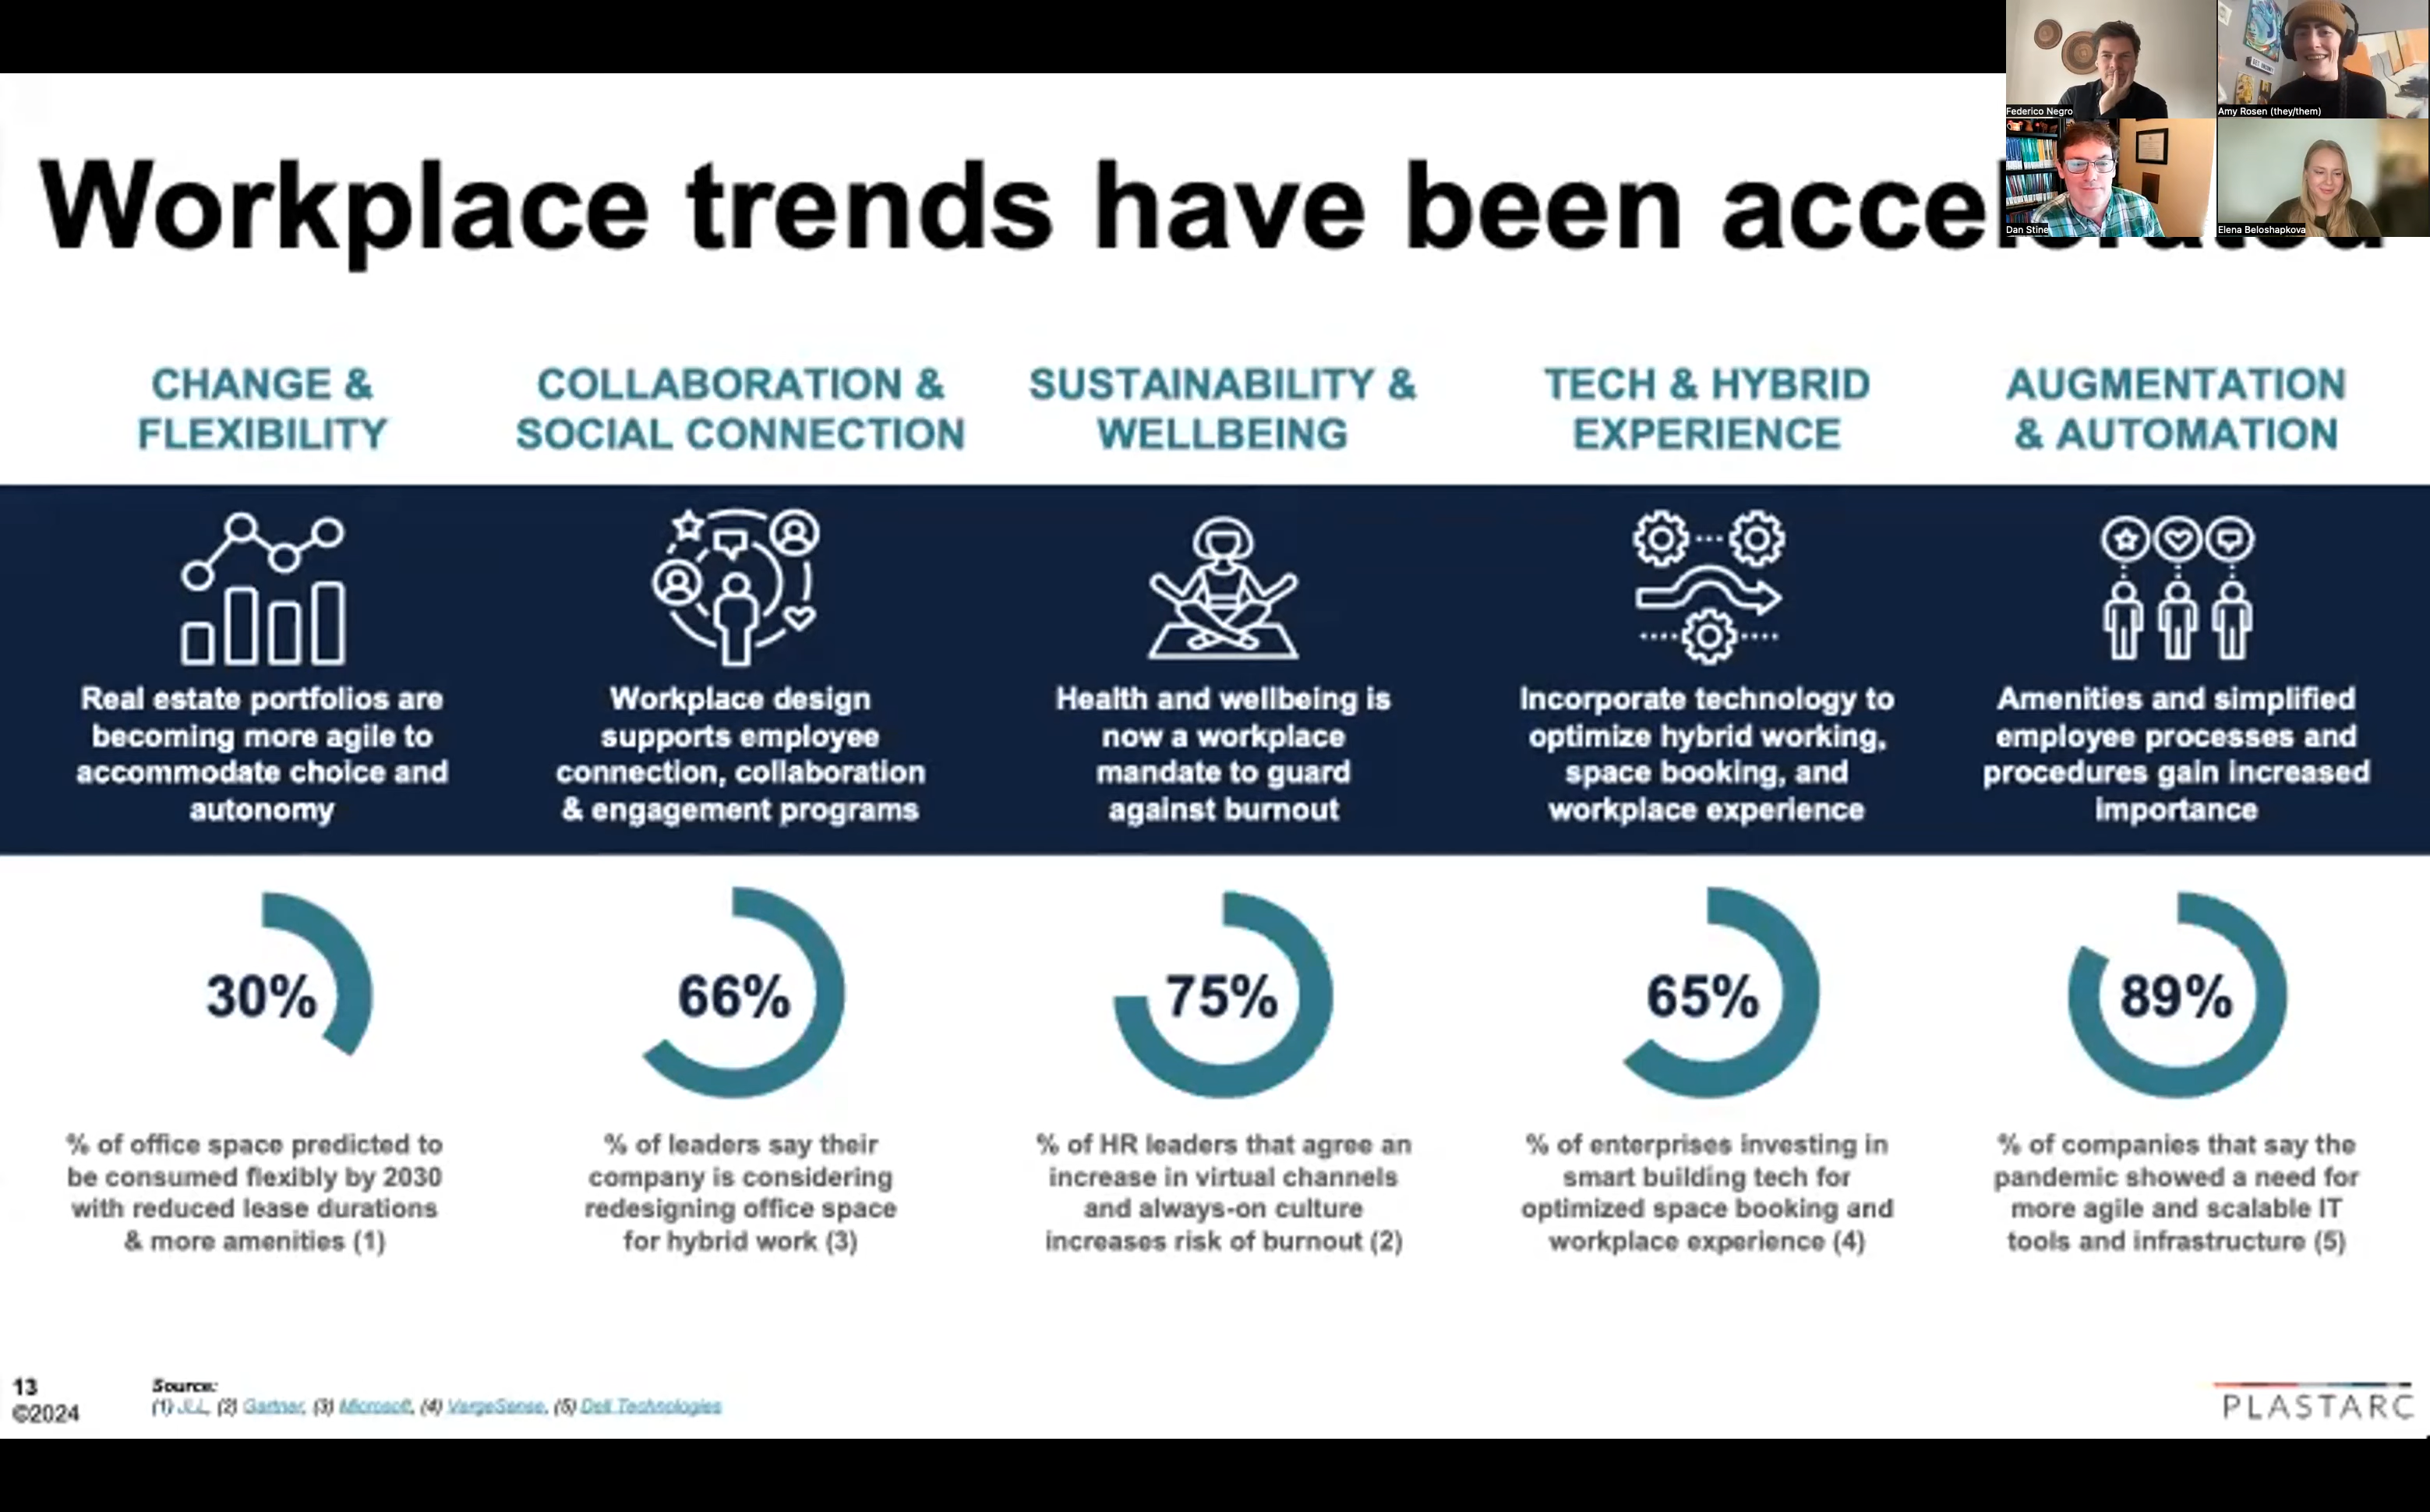 Federico Negro
Amy Rosen (they/them)
Dan Stine
Elena Beloshapkova
Workplace trends have been accelerated
CHANGE &
FLEXIBILITY
COLLABORATION &
SOCIAL CONNECTION
SUSTAINABILITY &
WELLBEING
TECH & HYBRID
EXPERIENCE
AUGMENTATION
& AUTOMATION
Real estate portfolios are
becoming more agile to
accommodate choice and
autonomy
Workplace design
supports employee
connection, collaboration
& engagement programs
Health and wellbeing is
now a workplace
mandate to guard
against burnout
Incorporate technology to
optimize hybrid working,
space booking, and
workplace experience
Amenities and simplified
employee processes and
procedures gain increased
importance
30%
66%
75%
65%
89%
% of office space predicted to
be consumed flexibly by 2030
with reduced lease durations
& more amenities (1)
% of leaders say their
company is considering
redesigning office space
for hybrid work (3)
% of HR leaders that agree an
increase in virtual channels
and always-on culture
increases risk of burnout (2)
% of enterprises investing in
smart building tech for
optimized space booking and
workplace experience (4)
% of companies that say the
pandemic showed a need for
more agile and scalable IT
tools and infrastructure (5)
13
©2024
Source:
(1) JLL, (2) Gartner, (3) Microsoft, (4) VergeSense, (5) Dell Technologies
PLASTARC